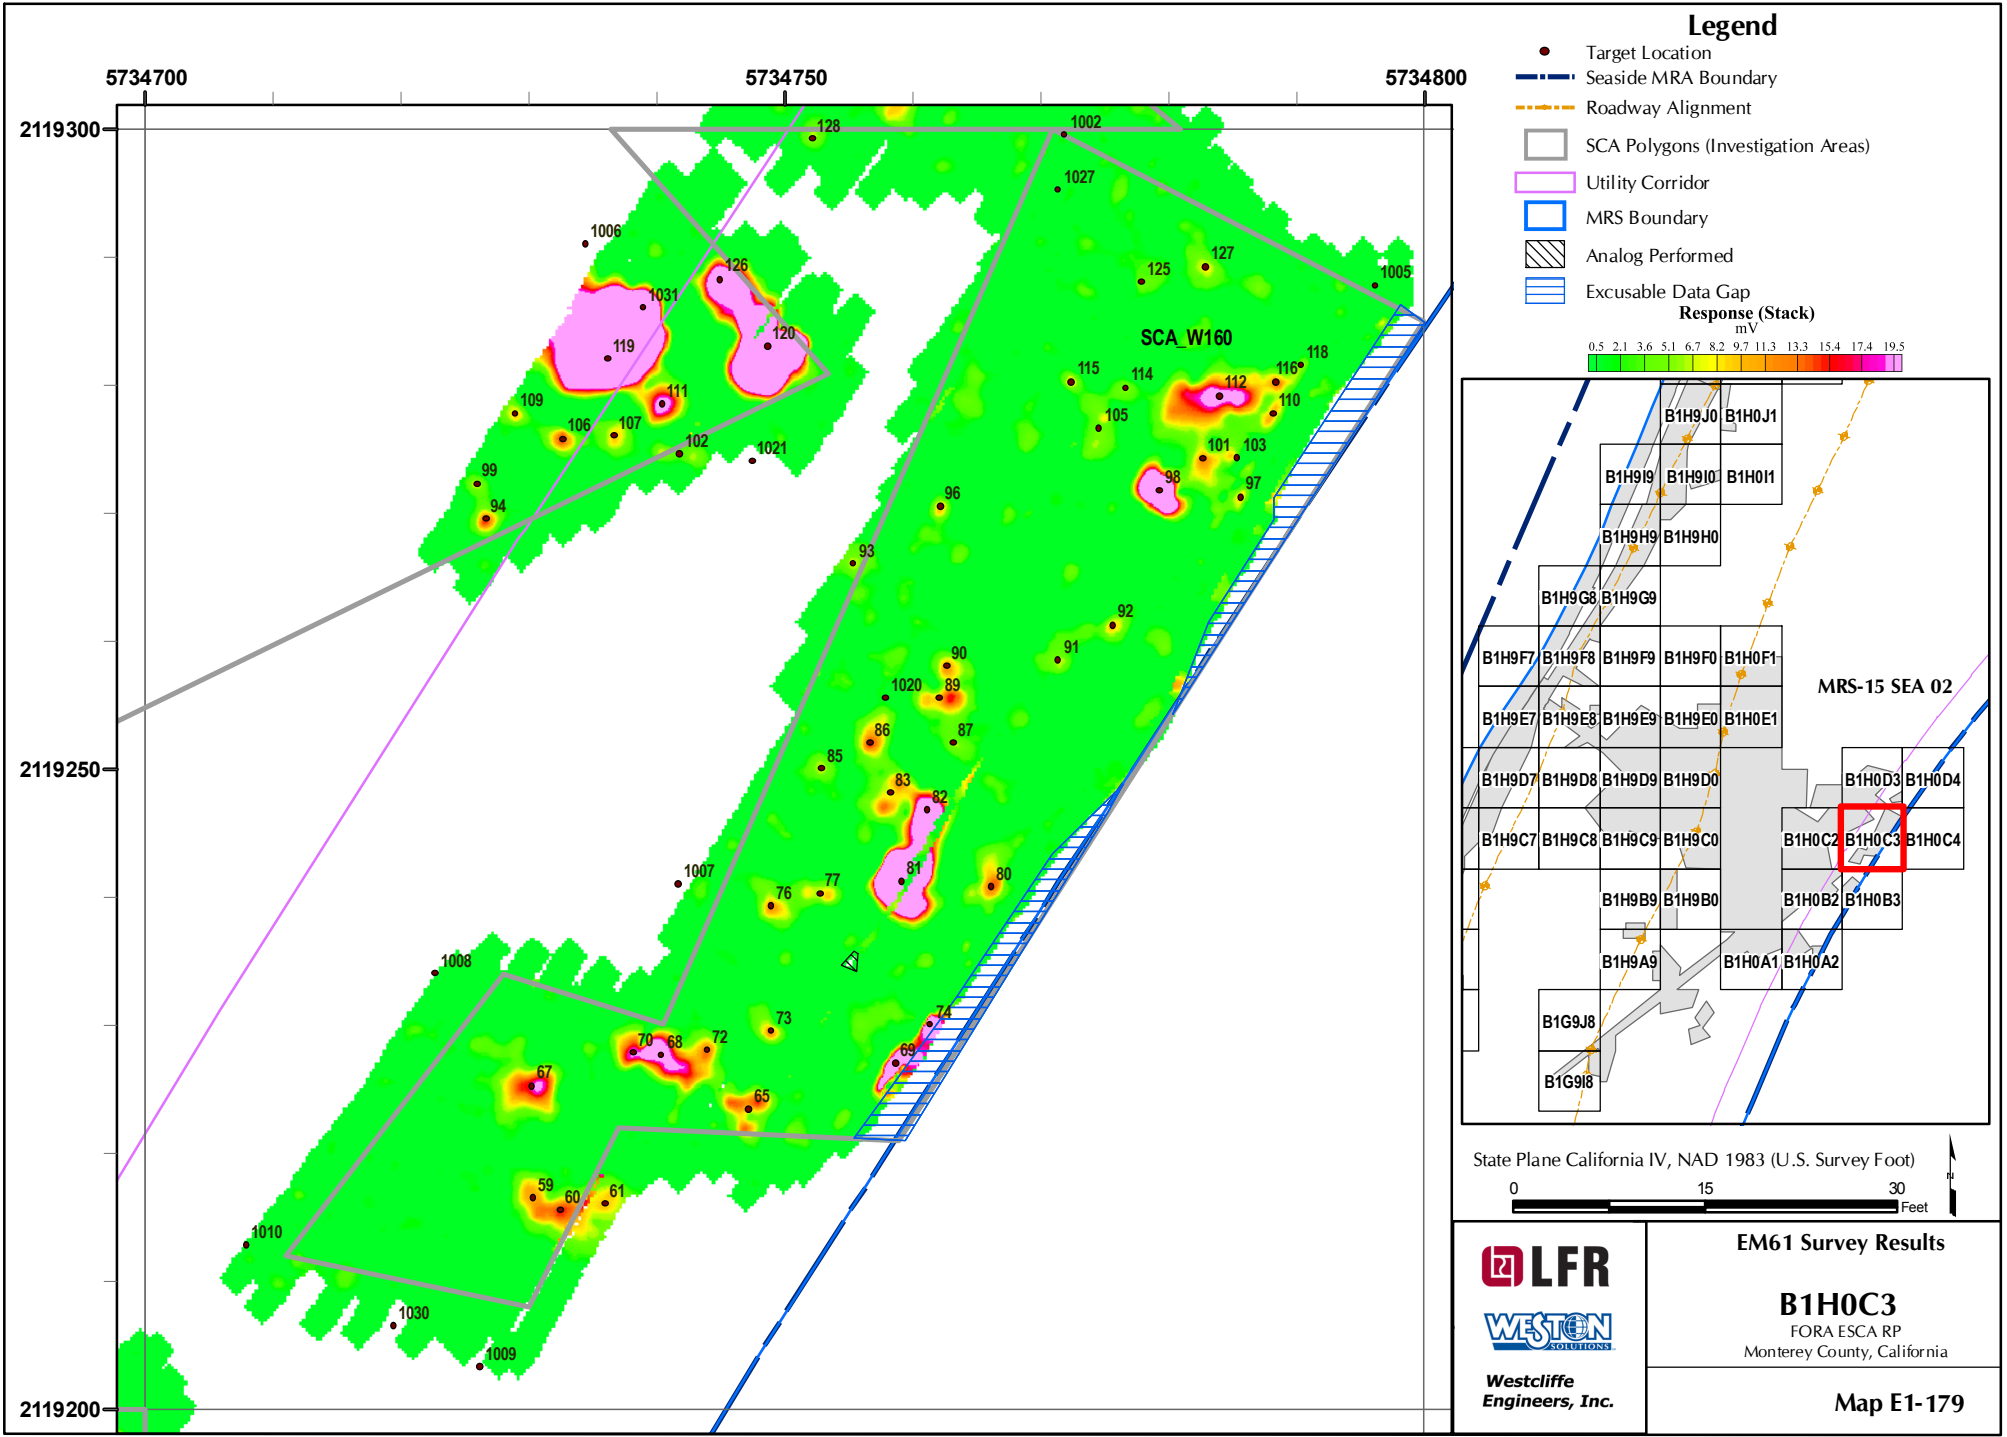 Legend
Target Location
Seaside MRA Boundary
Roadway Alignment
SCA Polygons (Investigation Areas)
Utility Corridor
MRS Boundary
Analog Performed
Excusable Data Gap
Response (Stack)
mV
0.5 2.1 3.6 5.1 6.7 8.2 9.7 11.3 13.3 15.4 17.4 19.5
5734700 5734750 5734800
2119300
128
1002
1027
1006
126
127
125
1005
1031
120
119
SCA_W160
118
115
114
112
116
111
109
110
106
107
105
102
1021
101
103
99
98
97
96
94
93
92
91
90
1020
89
86
87
2119250
85
83
82
81
80
1007
76
77
1008
74
73
70
68
72
69
67
65
59
60
61
1010
1030
1009
2119200
B1H9J0 B1H0J1
B1H9I9 B1H9I0 B1H0I1
B1H9H9 B1H9H0
B1H9G8 B1H9G9
B1H9F7 B1H9F8 B1H9F9 B1H9F0 B1H0F1
MRS-15 SEA 02
B1H9E7 B1H9E8 B1H9E9 B1H9E0 B1H0E1
B1H9D7 B1H9D8 B1H9D9 B1H9D0 B1H0D3 B1H0D4
B1H9C7 B1H9C8 B1H9C9 B1H9C0 B1H0C2 B1H0C3 B1H0C4
B1H9B9 B1H9B0 B1H0B2 B1H0B3
B1H9A9 B1H0A1 B1H0A2
B1G9J8
B1G9I8
State Plane California IV, NAD 1983 (U.S. Survey Foot)
0 15 30
Feet
N
LFR
WESTON
SOLUTIONS
Westcliffe
Engineers, Inc.
EM61 Survey Results
B1H0C3
FORA ESCA RP
Monterey County, California
Map E1-179